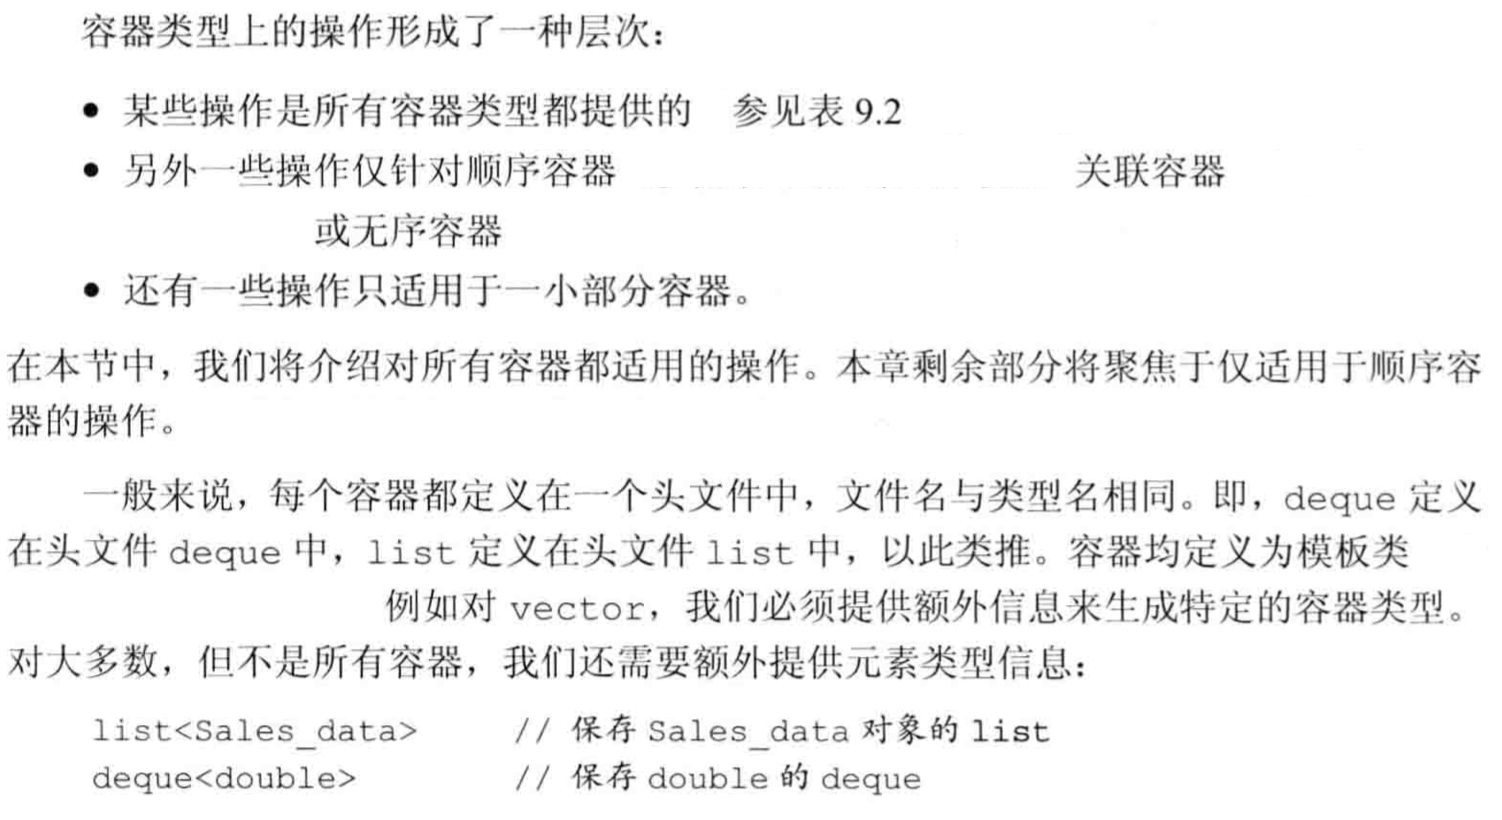 容器类型上的操作形成了一种层次：
● 某些操作是所有容器类型都提供的 参见表 9.2
● 另外一些操作仅针对顺序容器 关联容器
或无序容器
● 还有一些操作只适用于一小部分容器。
在本节中，我们将介绍对所有容器都适用的操作。本章剩余部分将聚焦于仅适用于顺序容
器的操作。
一般来说，每个容器都定义在一个头文件中，文件名与类型名相同。即，deque 定义
在头文件 deque 中，list 定义在头文件 list 中，以此类推。容器均定义为模板类
例如对 vector，我们必须提供额外信息来生成特定的容器类型。
对大多数，但不是所有容器，我们还需要额外提供元素类型信息：
list<Sales_data> // 保存 Sales_data 对象的 list
deque<double> // 保存 double 的 deque